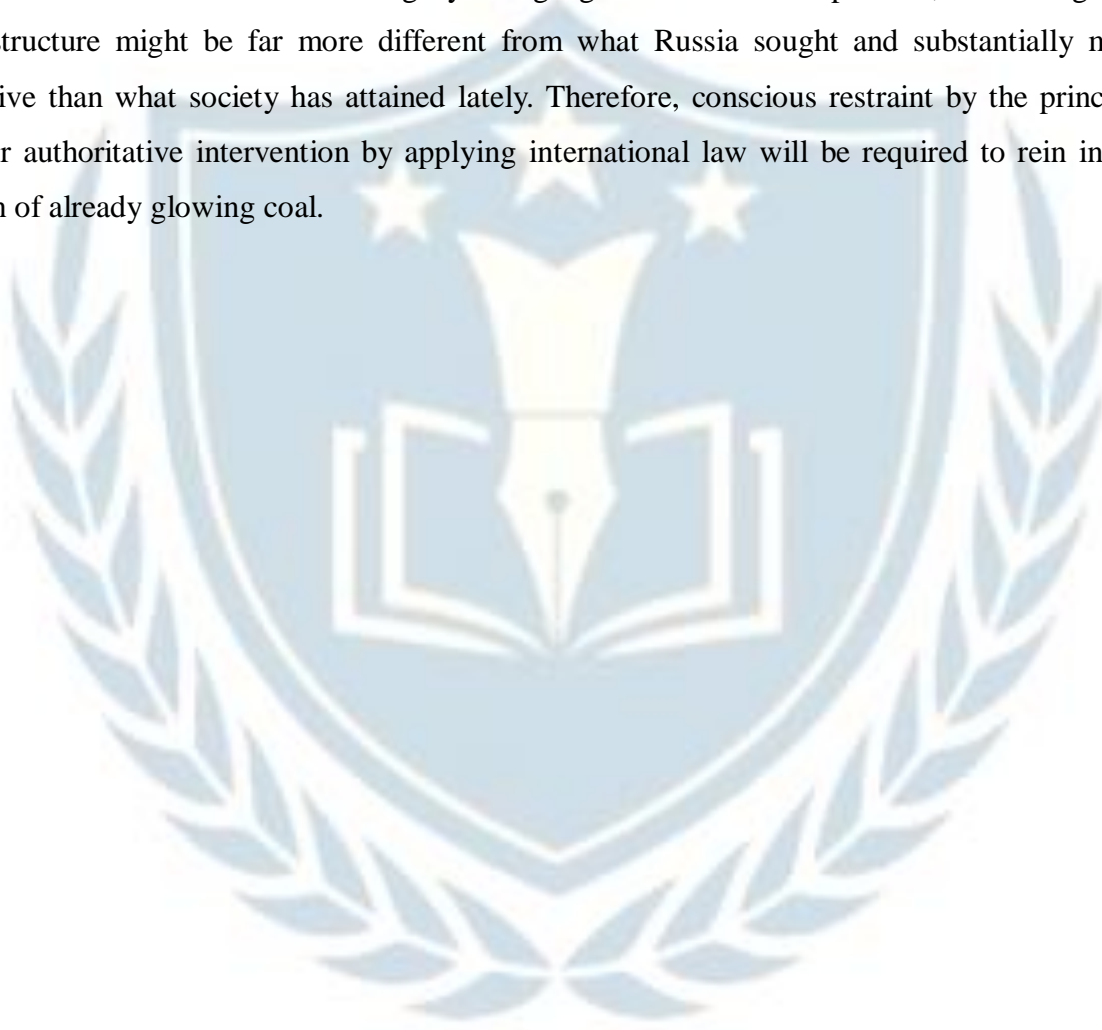 structure might be far more different from what Russia sought and substantially
than what society has attained lately. Therefore, conscious restraint by the
authoritative intervention by applying international law will be required to rein in
of already glowing coal.